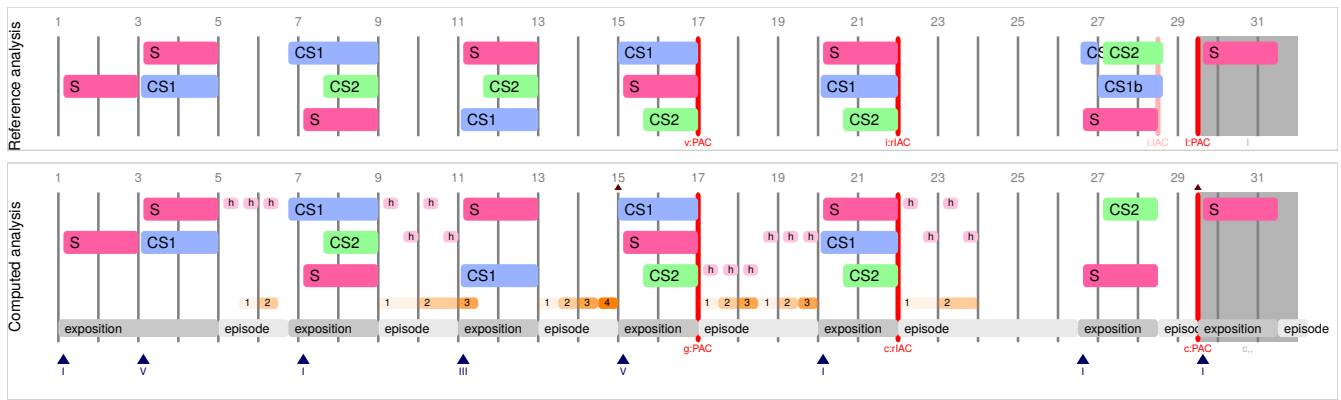 Reference analysis
1 3 5 7 9 11 13 15 17 19 21 23 25 27 29 31
S CS1 S CS1 S CS CS2 S
S CS1 CS2 CS2 S CS1 CS1b
S CS1 CS2 CS2 S
v:PAC i:rIAC i:IAC I:PAC I
Computed analysis
1 3 5 7 9 11 13 15 17 19 21 23 25 27 29 31
S h h h CS1 h h S CS1 S h h CS2 S
S CS1 CS2 h h S h h h CS1 h h
S CS1 CS2 h h h CS2 S
1 2 1 2 3 1 2 3 4 1 2 3 1 2 3 1 2
exposition episode exposition episode exposition episode exposition episode exposition episode exposition episode exposition episode
g:PAC c:rIAC c:PAC
I V I III V I I I